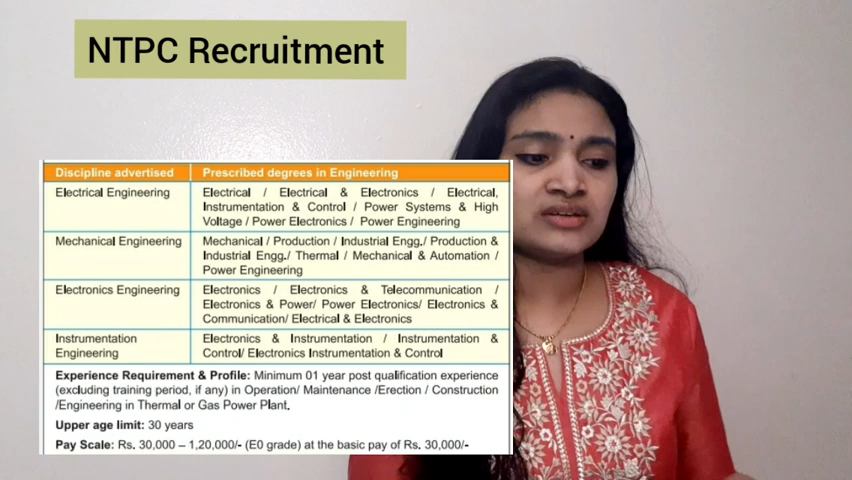 NTPC Recruitment
Discipline advertised Prescribed degrees in Engineering
Electrical Engineering Electrical / Electrical & Electronics / Electrical,
Instrumentation & Control / Power Systems & High
Voltage / Power Electronics / Power Engineering
Mechanical Engineering Mechanical / Production / Industrial Engg./ Production &
Industrial Engg./ Thermal / Mechanical & Automation /
Power Engineering
Electronics Engineering Electronics / Electronics & Telecommunication /
Electronics & Power/ Power Electronics/ Electronics &
Communication/ Electrical & Electronics
Instrumentation Electronics & Instrumentation / Instrumentation &
Engineering Control/ Electronics Instrumentation & Control
Experience Requirement & Profile: Minimum 01 year post qualification experience
(excluding training period, if any) in Operation/ Maintenance /Erection / Construction
/Engineering in Thermal or Gas Power Plant.
Upper age limit: 30 years
Pay Scale: Rs. 30,000 – 1,20,000/- (E0 grade) at the basic pay of Rs. 30,000/-